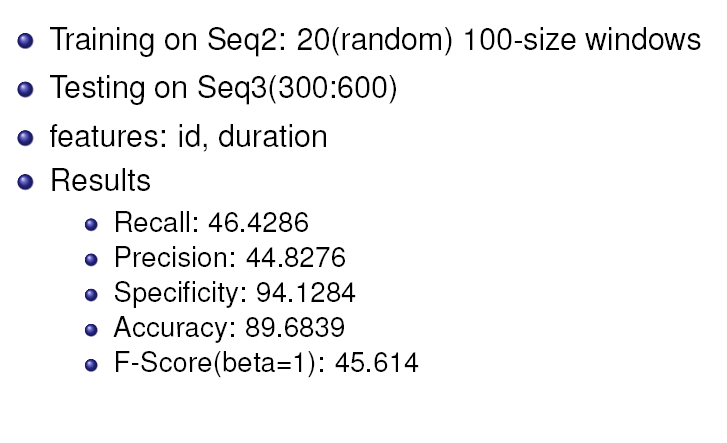 Training on Seq2: 20(random) 100-size windows
Testing on Seq3(300:600)
features: id, duration
Results
Recall: 46.4286
Precision: 44.8276
Specificity: 94.1284
Accuracy: 89.6839
F-Score(beta=1): 45.614